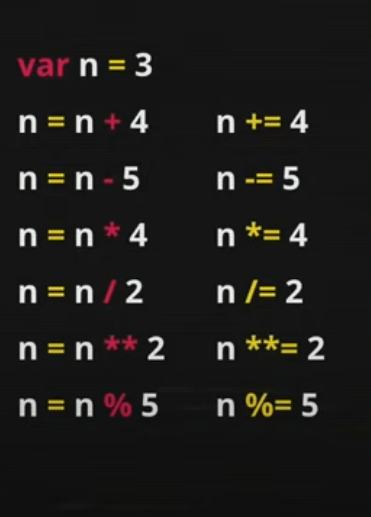 var n = 3
n = n + 4 n += 4
n = n - 5 n -= 5
n = n * 4 n *= 4
n = n / 2 n /= 2
n = n ** 2 n **= 2
n = n % 5 n %= 5